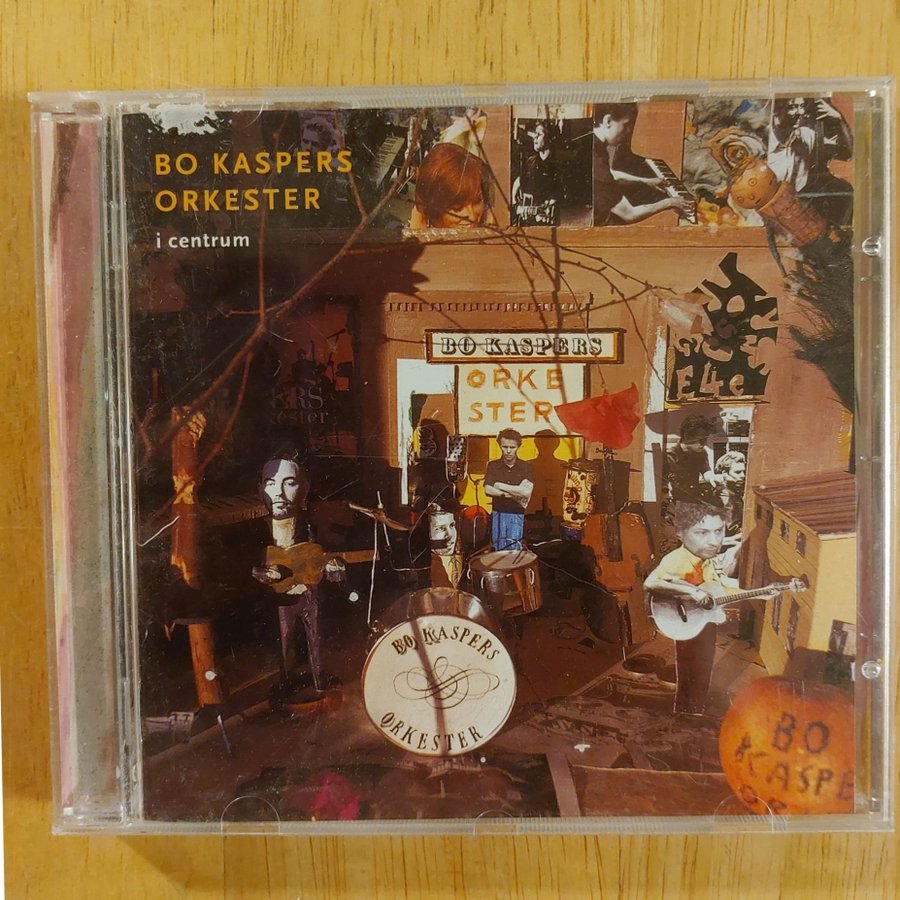 BO KASPERS
ORKESTER
i centrum
BO KASPERS
ORKE
STER
BO KASPERS
ORKESTER
BO
KASPE